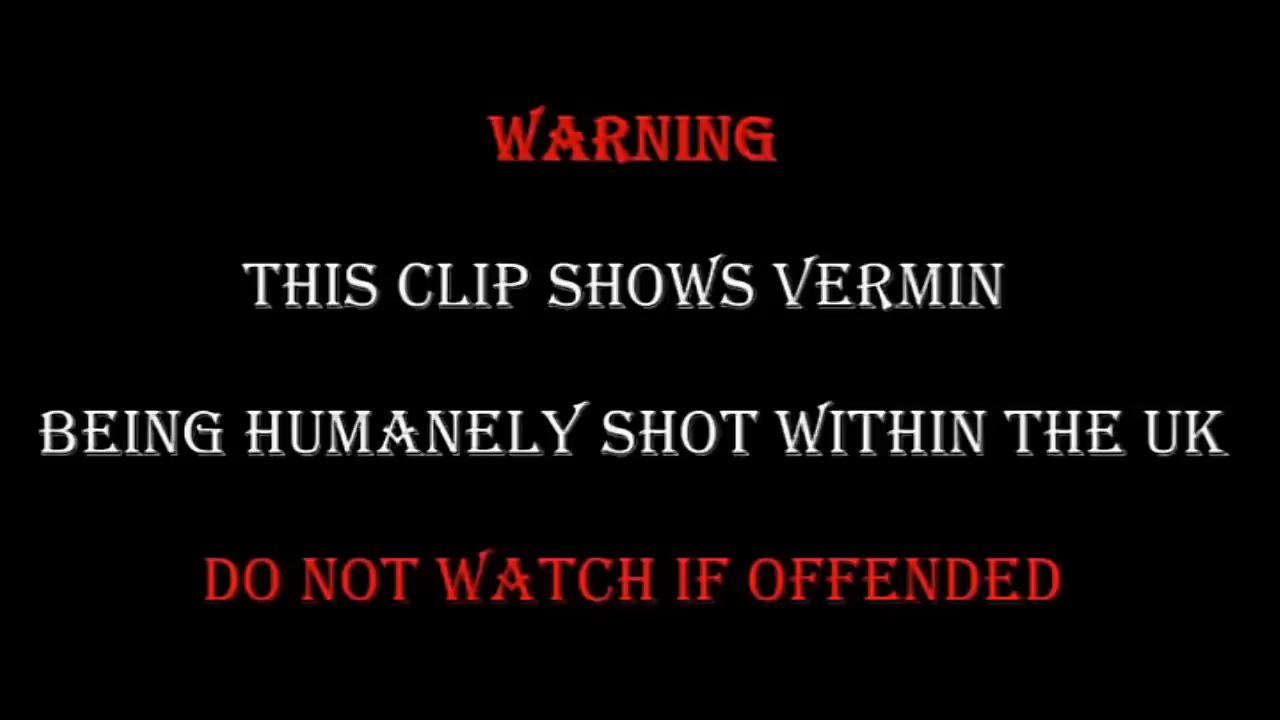 WARNING
THIS CLIP SHOWS VERMIN
BEING HUMANELY SHOT WITHIN THE UK
DO NOT WATCH IF OFFENDED